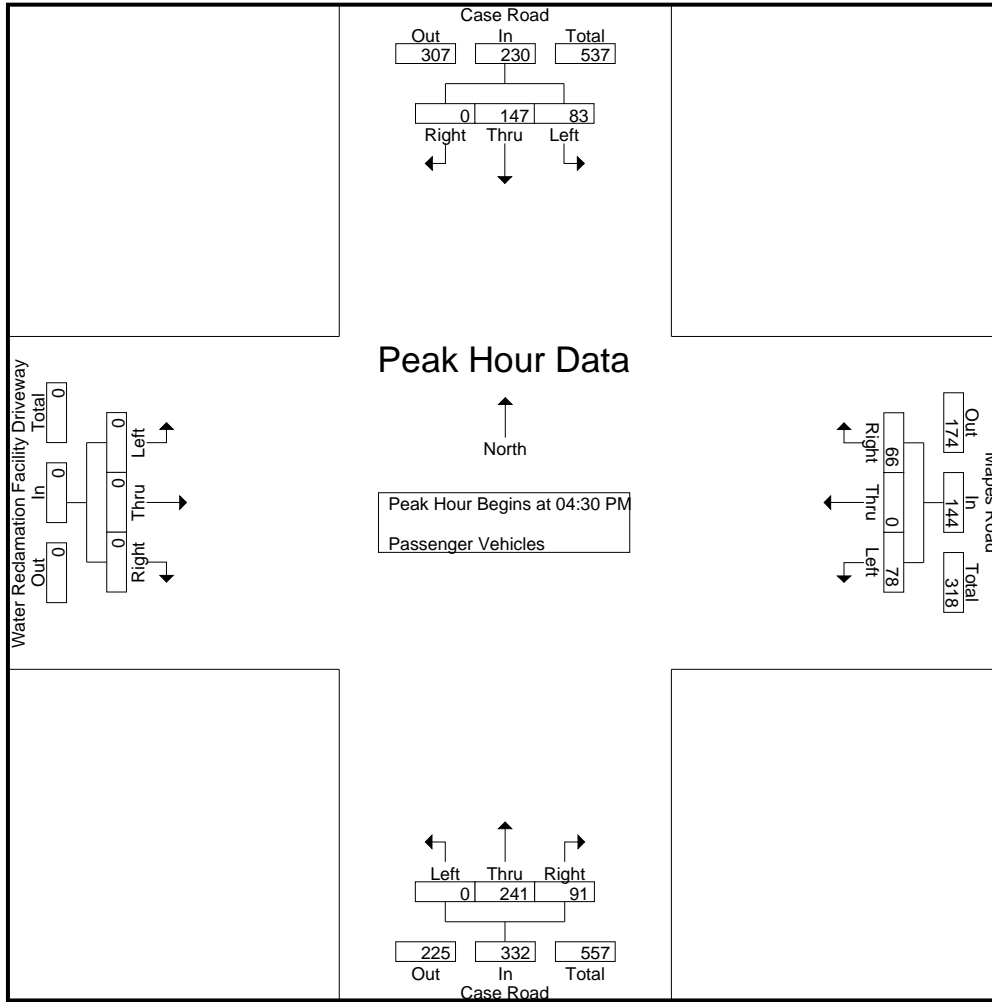 Case Road
Out In Total
307 230 537
0 147 83
Right Thru Left
Peak Hour Data
North
Peak Hour Begins at 04:30 PM
Passenger Vehicles
Water Reclamation Facility Driveway
Total In Out
0 0 0
0 0 0
Left Thru Right
Right Thru Left
66 0 78
Out In Total
174 144 318
Mapes Road
Left Thru Right
0 241 91
225 332 557
Out In Total
Case Road